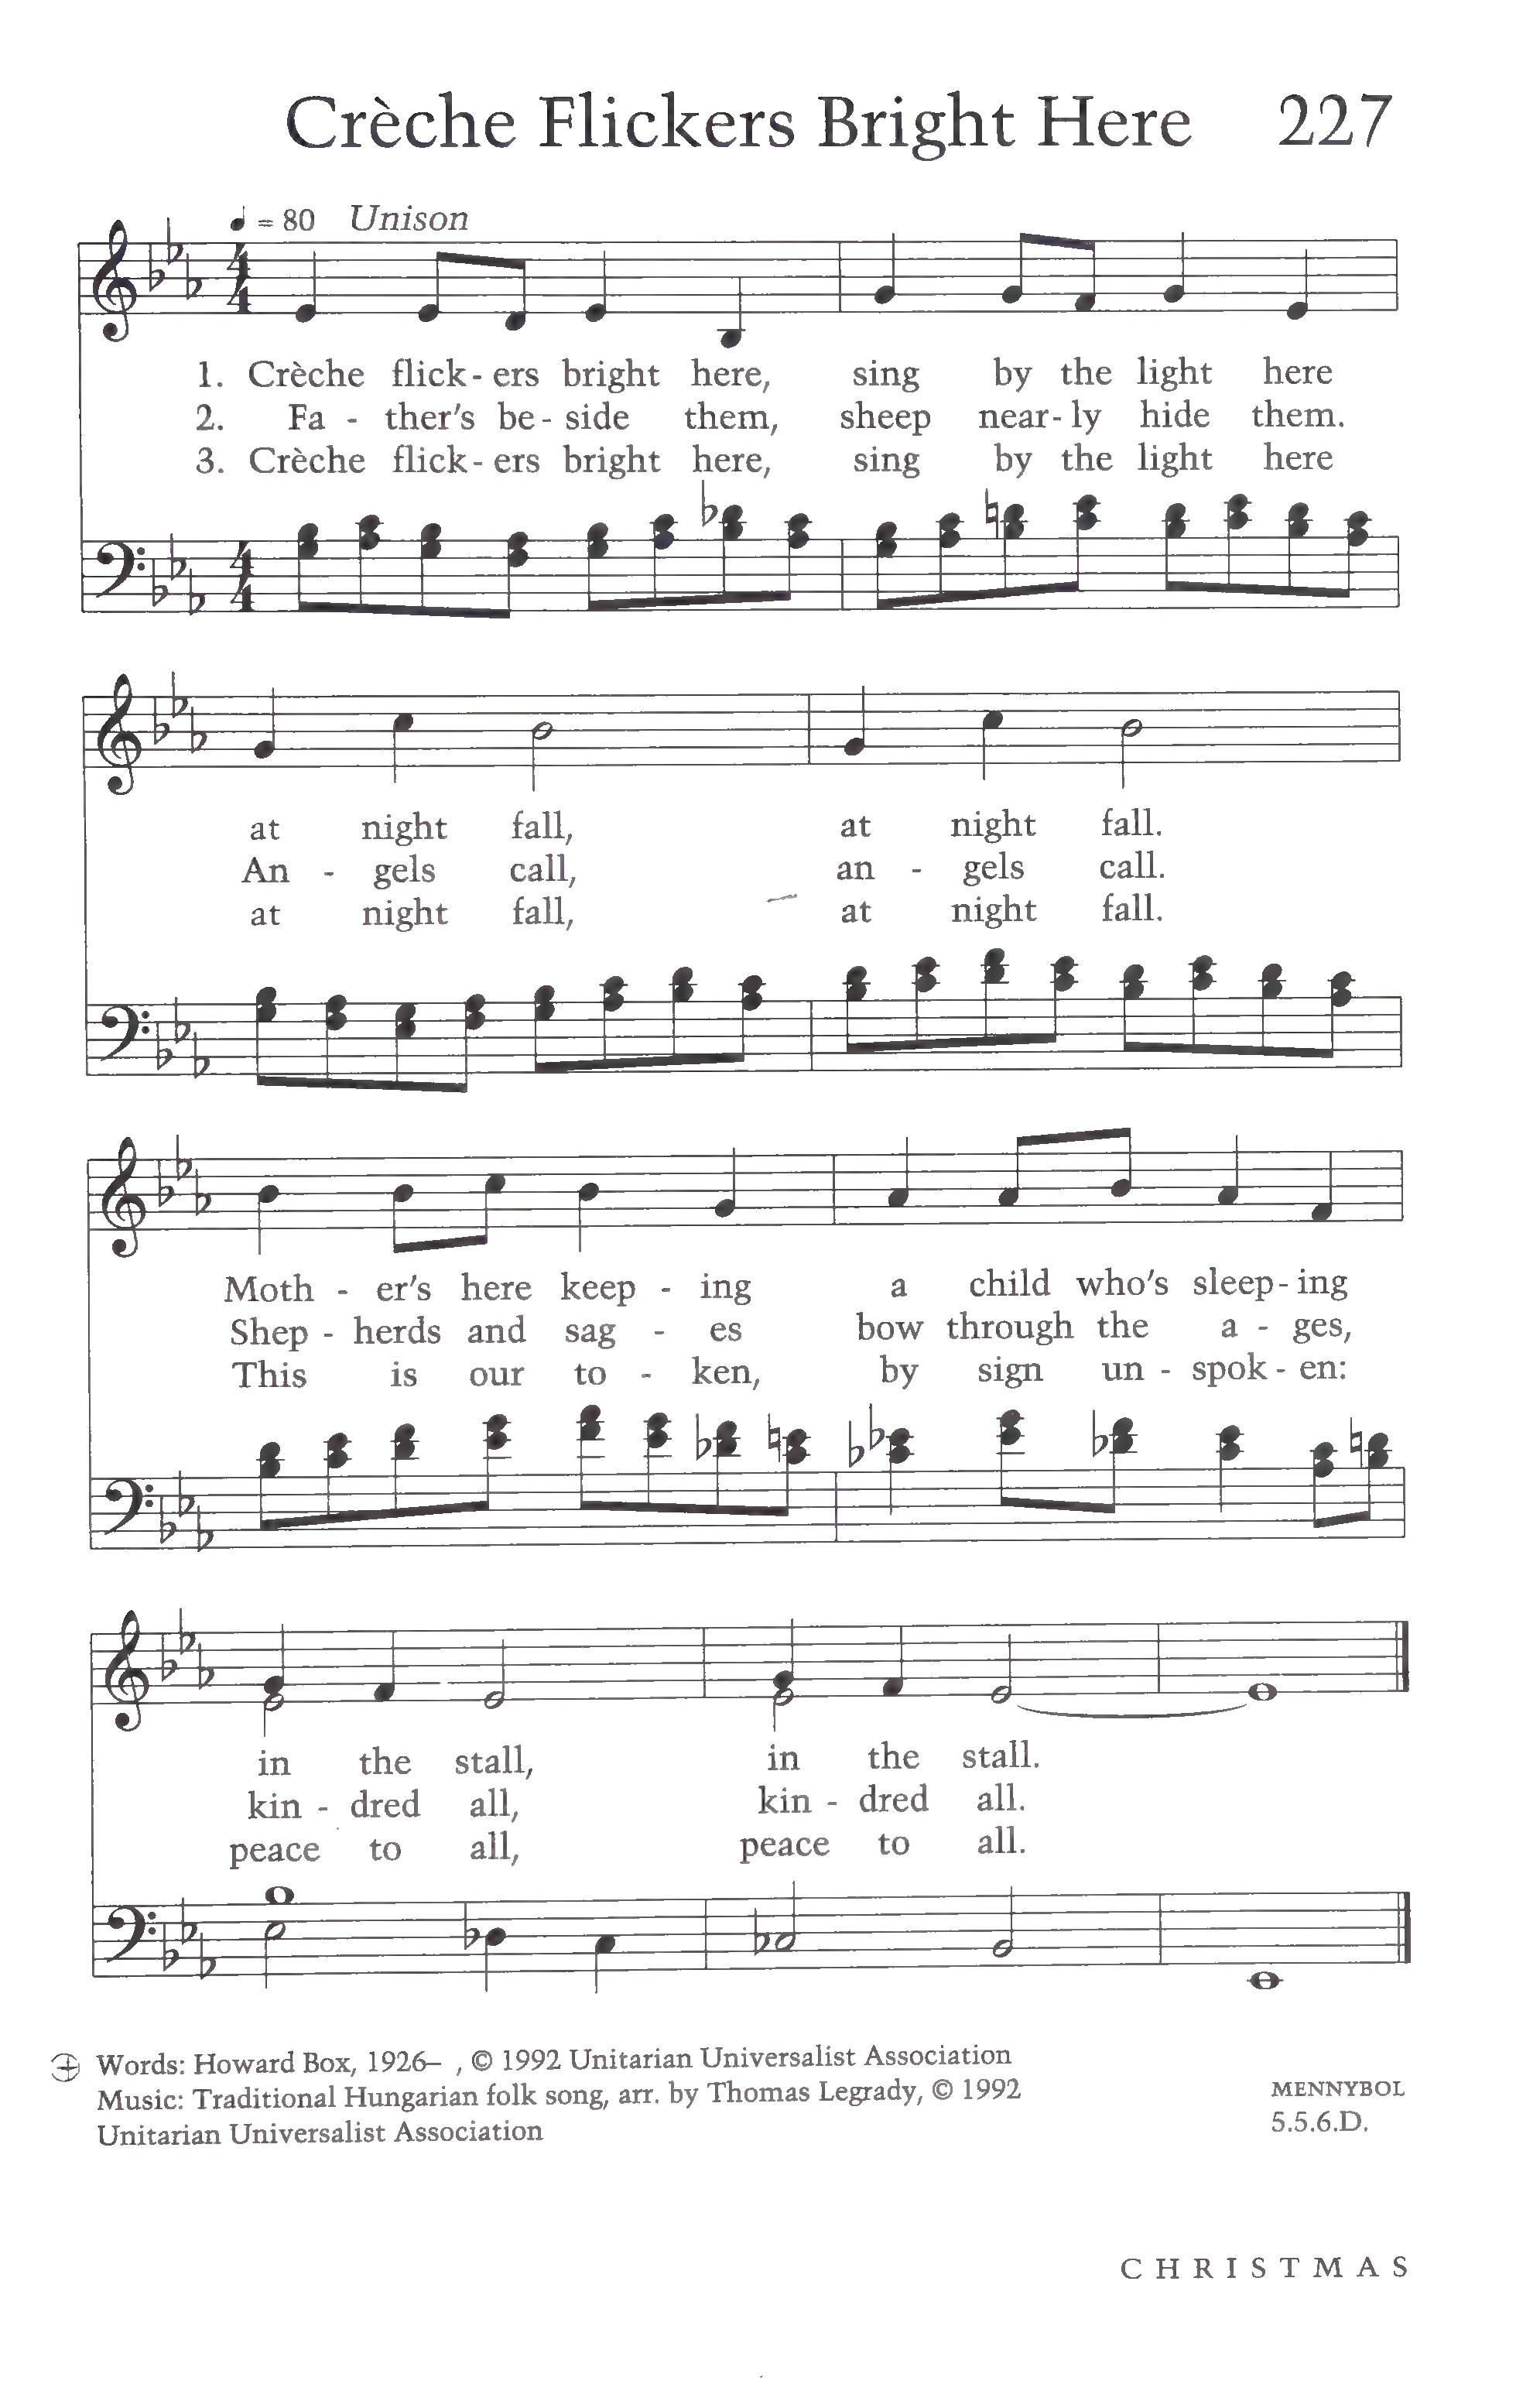 Crèche Flickers Bright Here 227
♩ = 80 Unison
1. Crèche flick - ers bright here, sing by the light here
2. Fa - ther's be - side them, sheep near - ly hide them.
3. Crèche flick - ers bright here, sing by the light here
at night fall, at night fall.
An - gels call, an - gels call.
at night fall, at night fall.
Moth - er's here keep - ing a child who's sleep - ing
Shep - herds and sag - es bow through the a - ges,
This is our to - ken, by sign un - spok - en:
in the stall, in the stall.
kin - dred all, kin - dred all.
peace to all, peace to all.
Words: Howard Box, 1926– , © 1992 Unitarian Universalist Association
Music: Traditional Hungarian folk song, arr. by Thomas Legrady, © 1992
Unitarian Universalist Association
MENNYBOL
5.5.6.D.
CHRISTMAS